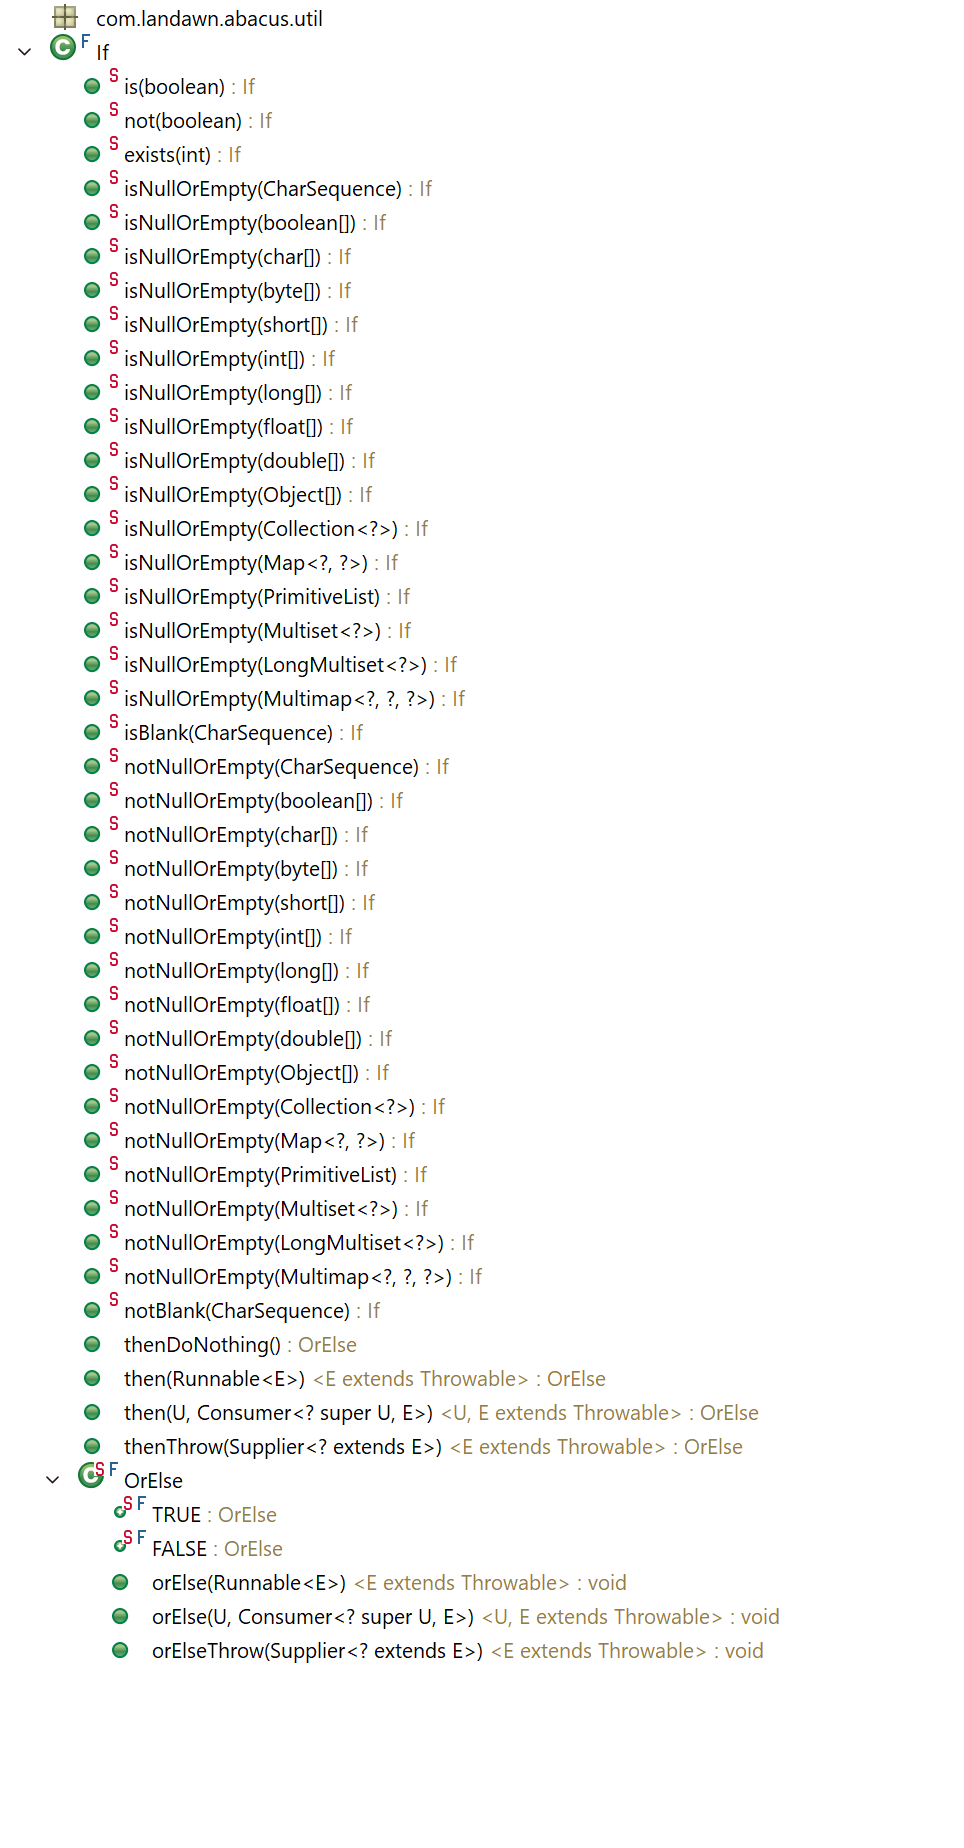 com.landawn.abacus.util
C F If
S is(boolean) : If
S not(boolean) : If
S exists(int) : If
S isNullOrEmpty(CharSequence) : If
S isNullOrEmpty(boolean[]) : If
S isNullOrEmpty(char[]) : If
S isNullOrEmpty(byte[]) : If
S isNullOrEmpty(short[]) : If
S isNullOrEmpty(int[]) : If
S isNullOrEmpty(long[]) : If
S isNullOrEmpty(float[]) : If
S isNullOrEmpty(double[]) : If
S isNullOrEmpty(Object[]) : If
S isNullOrEmpty(Collection<?>) : If
S isNullOrEmpty(Map<?, ?>) : If
S isNullOrEmpty(PrimitiveList) : If
S isNullOrEmpty(Multiset<?>) : If
S isNullOrEmpty(LongMultiset<?>) : If
S isNullOrEmpty(Multimap<?, ?, ?>) : If
S isBlank(CharSequence) : If
S notNullOrEmpty(CharSequence) : If
S notNullOrEmpty(boolean[]) : If
S notNullOrEmpty(char[]) : If
S notNullOrEmpty(byte[]) : If
S notNullOrEmpty(short[]) : If
S notNullOrEmpty(int[]) : If
S notNullOrEmpty(long[]) : If
S notNullOrEmpty(float[]) : If
S notNullOrEmpty(double[]) : If
S notNullOrEmpty(Object[]) : If
S notNullOrEmpty(Collection<?>) : If
S notNullOrEmpty(Map<?, ?>) : If
S notNullOrEmpty(PrimitiveList) : If
S notNullOrEmpty(Multiset<?>) : If
S notNullOrEmpty(LongMultiset<?>) : If
S notNullOrEmpty(Multimap<?, ?, ?>) : If
S notBlank(CharSequence) : If
thenDoNothing() : OrElse
then(Runnable<E>) <E extends Throwable> : OrElse
then(U, Consumer<? super U, E>) <U, E extends Throwable> : OrElse
thenThrow(Supplier<? extends E>) <E extends Throwable> : OrElse
C S F OrElse
S F TRUE : OrElse
S F FALSE : OrElse
orElse(Runnable<E>) <E extends Throwable> : void
orElse(U, Consumer<? super U, E>) <U, E extends Throwable> : void
orElseThrow(Supplier<? extends E>) <E extends Throwable> : void